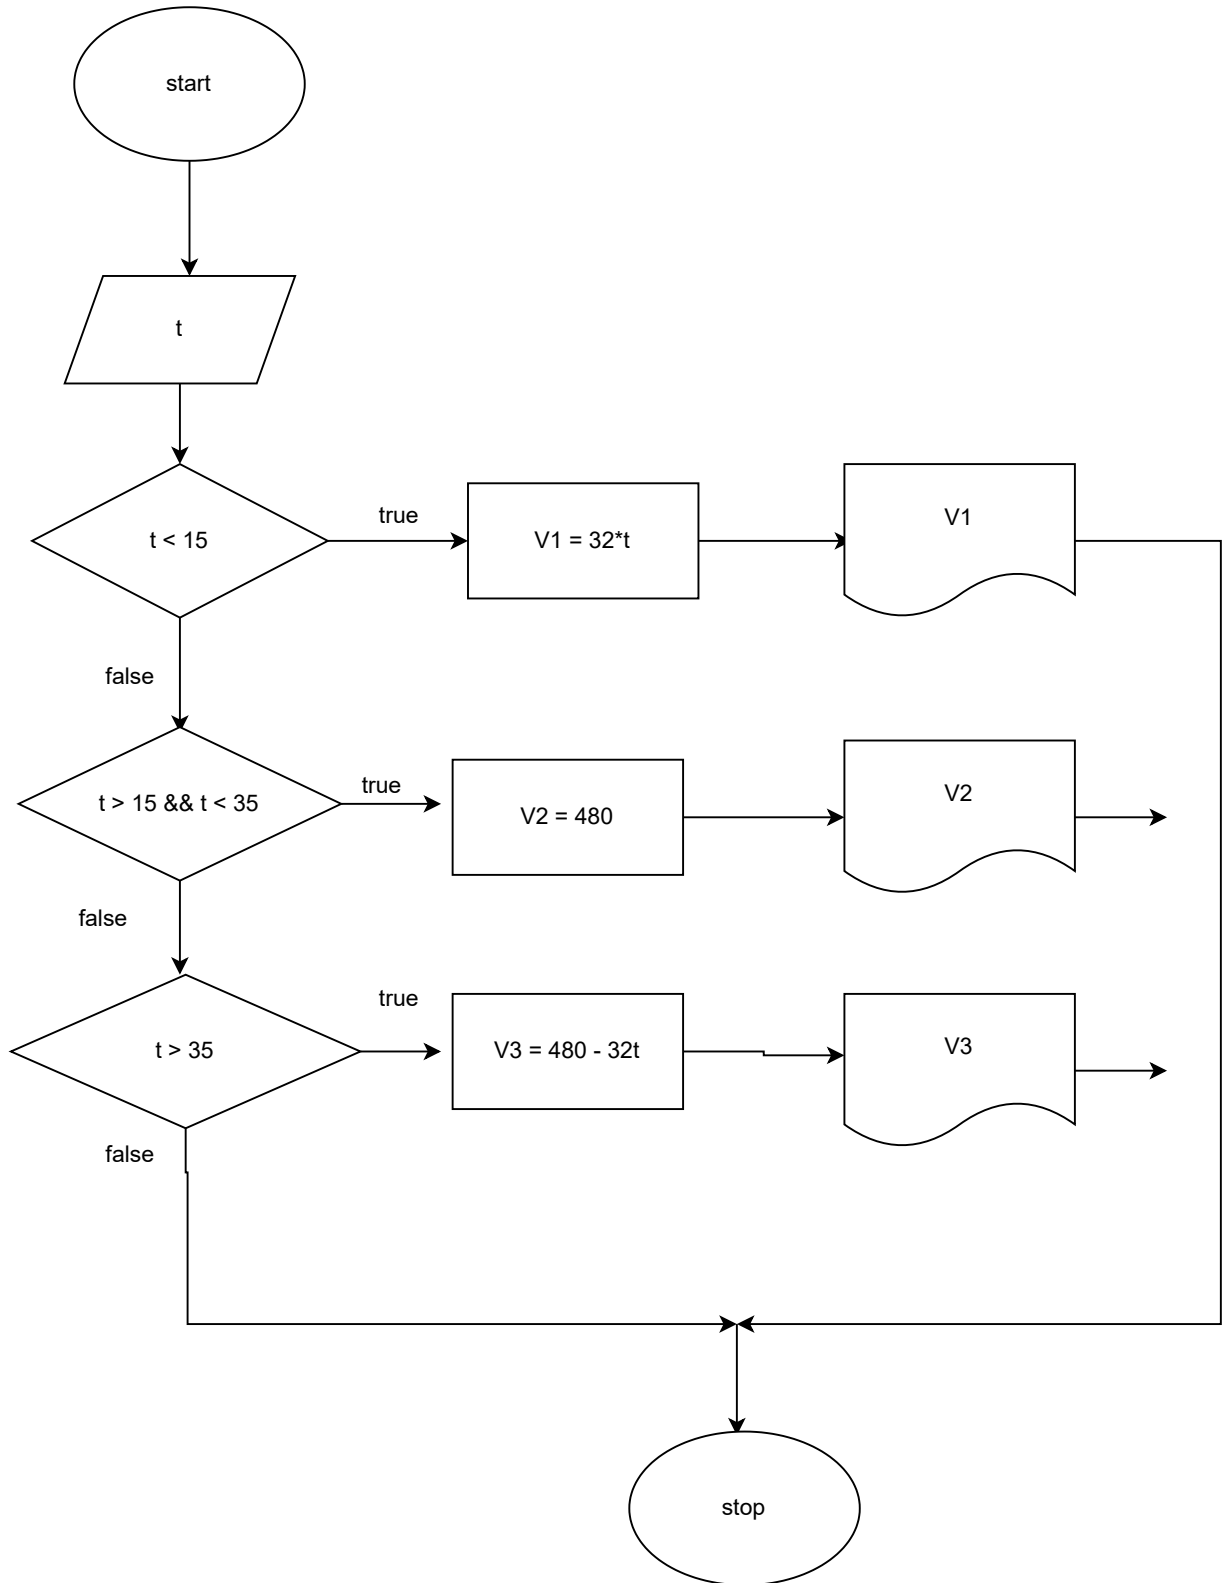 start
t
t < 15
true
V1 = 32*t
V1
false
t > 15 && t < 35
true
V2 = 480
V2
false
t > 35
true
V3 = 480 - 32t
V3
false
stop